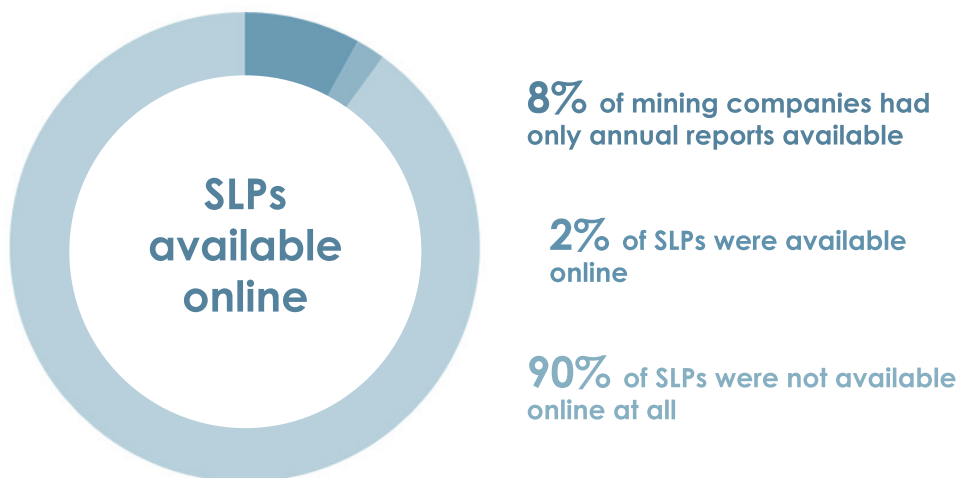 SLPs
available
online
8% of mining companies had
only annual reports available
2% of SLPs were available
online
90% of SLPs were not available
online at all